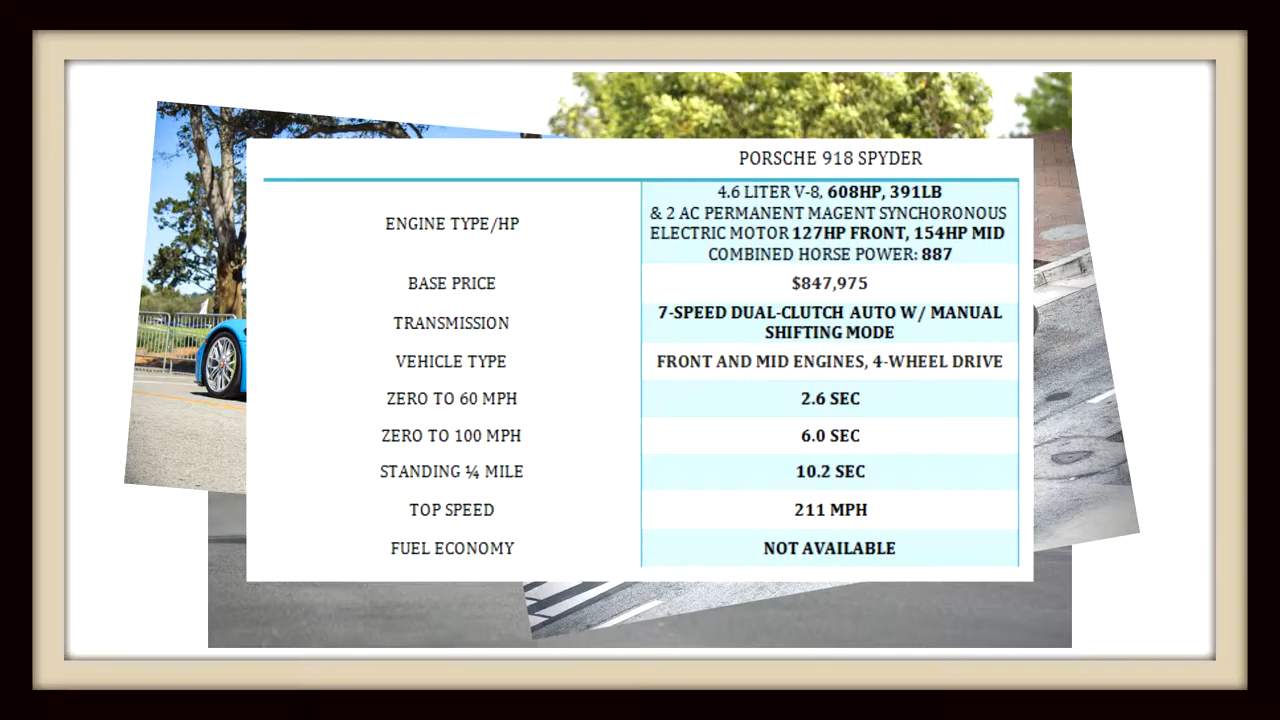 PORSCHE 918 SPYDER
ENGINE TYPE/HP
4.6 LITER V-8, 608HP, 391LB
& 2 AC PERMANENT MAGENT SYNCHORONOUS
ELECTRIC MOTOR 127HP FRONT, 154HP MID
COMBINED HORSE POWER: 887
BASE PRICE
$847,975
TRANSMISSION
7-SPEED DUAL-CLUTCH AUTO W/ MANUAL
SHIFTING MODE
VEHICLE TYPE
FRONT AND MID ENGINES, 4-WHEEL DRIVE
ZERO TO 60 MPH
2.6 SEC
ZERO TO 100 MPH
6.0 SEC
STANDING ¼ MILE
10.2 SEC
TOP SPEED
211 MPH
FUEL ECONOMY
NOT AVAILABLE